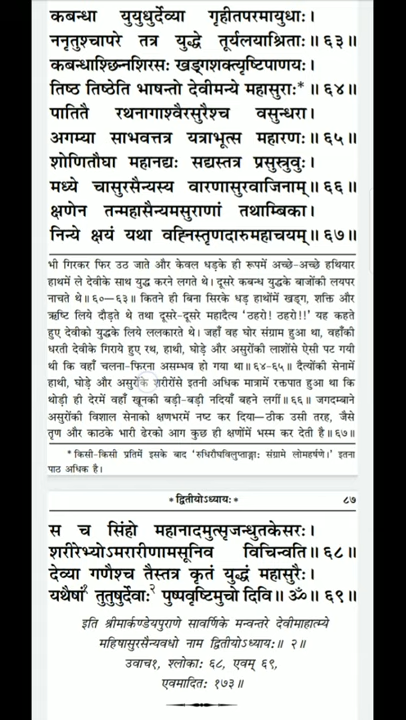 कबन्धा युयुधुर्देव्या गृहीतपरमायुधाः।
ननृतुश्चापरे तत्र युद्धे तूर्यलयाश्रिताः॥६३॥
कबन्धाश्छिन्नशिरसः खड्गशक्त्यृष्टिपाणयः।
तिष्ठ तिष्ठेति भाषन्तो देवीमन्ये महासुराः*॥६४॥
पातितै रथनागाश्वैरसुरैश्च वसुन्धरा।
अगम्या साभवत्तत्र यत्राभूत्स महारणः॥६५॥
शोणितौघा महानद्यः सद्यस्तत्र प्रसुस्रुवुः।
मध्ये चासुरसैन्यस्य वारणासुरवाजिनाम्॥६६॥
क्षणेन तन्महासैन्यमसुराणां तथाम्बिका।
निन्ये क्षयं यथा वह्निस्तृणदारुमहाचयम्॥६७॥
भी गिरकर फिर उठ जाते और केवल धड़के ही रूपमें अच्छे-अच्छे हथियार
हाथमें ले देवीके साथ युद्ध करने लगते थे। दूसरे कबन्ध युद्धके बाजोंकी लयपर
नाचते थे॥६०—६३॥ कितने ही बिना सिरके धड़ हाथोंमें खड्ग, शक्ति और
ऋष्टि लिये दौड़ते थे तथा दूसरे-दूसरे महादैत्य 'ठहरो! ठहरो!!' यह कहते
हुए देवीको युद्धके लिये ललकारते थे। जहाँ वह घोर संग्राम हुआ था, वहाँकी
धरती देवीके गिराये हुए रथ, हाथी, घोड़े और असुरोंकी लाशोंसे ऐसी पट गयी
थी कि वहाँ चलना-फिरना असम्भव हो गया था॥६४-६५॥ दैत्योंकी सेनामें
हाथी, घोड़े और असुरोंके शरीरोंसे इतनी अधिक मात्रामें रक्तपात हुआ था कि
थोड़ी ही देरमें वहाँ खूनकी बड़ी-बड़ी नदियाँ बहने लगीं॥६६॥ जगदम्बाने
असुरोंकी विशाल सेनाको क्षणभरमें नष्ट कर दिया—ठीक उसी तरह, जैसे
तृण और काठके भारी ढेरको आग कुछ ही क्षणोंमें भस्म कर देती है॥६७॥
* किसी-किसी प्रतिमें इसके बाद 'रुधिरौघविलुप्ताङ्गाः संग्रामे लोमहर्षणे।' इतना
पाठ अधिक है।
* द्वितीयोऽध्यायः * ८७
स च सिंहो महानादमुत्सृजन्धुतकेसरः।
शरीरेभ्योऽमरारीणामसूनिव विचिन्वति॥६८॥
देव्या गणैश्च तैस्तत्र कृतं युद्धं महासुरैः।
यथैषां१ तुतुषुर्देवाः२ पुष्पवृष्टिमुचो दिवि॥ॐ॥६९॥
इति श्रीमार्कण्डेयपुराणे सावर्णिके मन्वन्तरे देवीमाहात्म्ये
महिषासुरसैन्यवधो नाम द्वितीयोऽध्यायः॥२॥
उवाच१, श्लोकाः ६८, एवम् ६९,
एवमादितः १७३॥